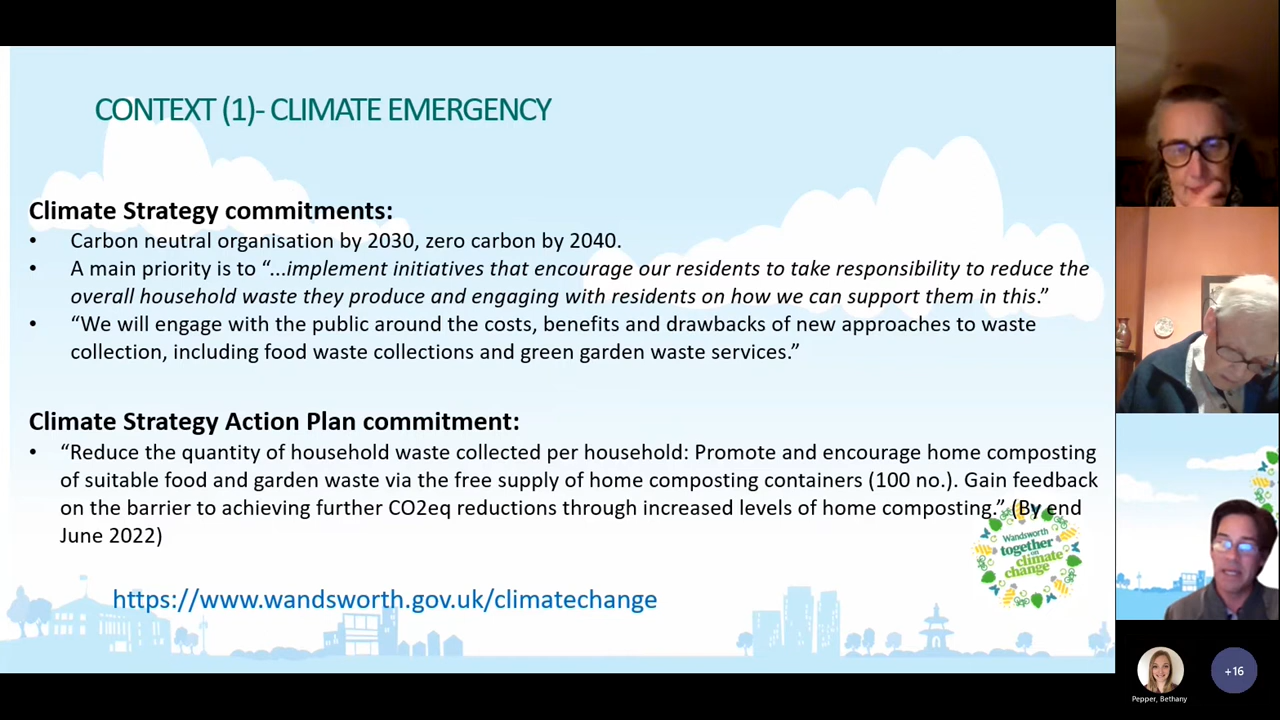 CONTEXT (1)- CLIMATE EMERGENCY
Climate Strategy commitments:
• Carbon neutral organisation by 2030, zero carbon by 2040.
• A main priority is to “...implement initiatives that encourage our residents to take responsibility to reduce the
overall household waste they produce and engaging with residents on how we can support them in this.”
• “We will engage with the public around the costs, benefits and drawbacks of new approaches to waste
collection, including food waste collections and green garden waste services.”
Climate Strategy Action Plan commitment:
• “Reduce the quantity of household waste collected per household: Promote and encourage home composting
of suitable food and garden waste via the free supply of home composting containers (100 no.). Gain feedback
on the barrier to achieving further CO2eq reductions through increased levels of home composting.” (By end
June 2022)
Wandsworth
together
on
climate
change
https://www.wandsworth.gov.uk/climatechange
Pepper, Bethany
+16